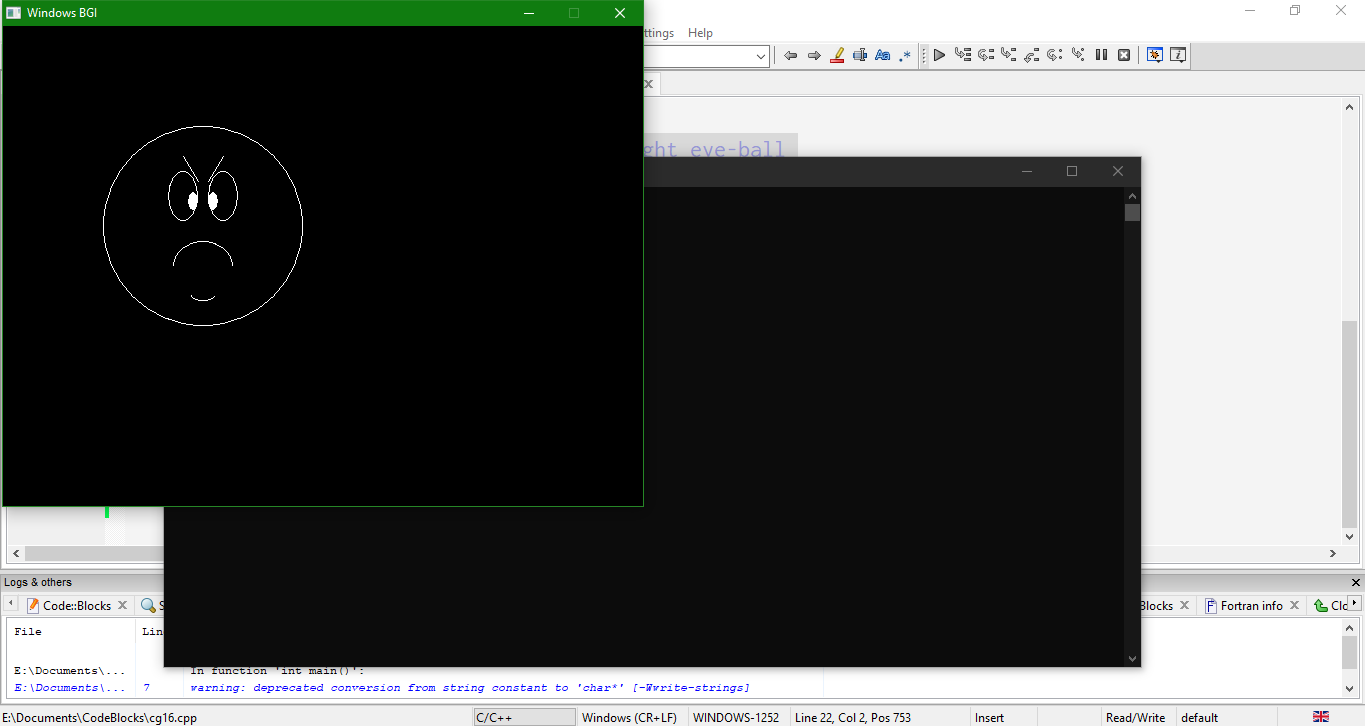 Windows BGI
ttings Help
ght eye-ball
Logs & others
Code::Blocks
Blocks
Fortran info
File
E:\Documents\... In function 'int main()':
E:\Documents\... 7 warning: deprecated conversion from string constant to 'char*' [-Wwrite-strings]
E:\Documents\CodeBlocks\cg16.cpp C/C++ Windows (CR+LF) WINDOWS-1252 Line 22, Col 2, Pos 753 Insert Read/Write default